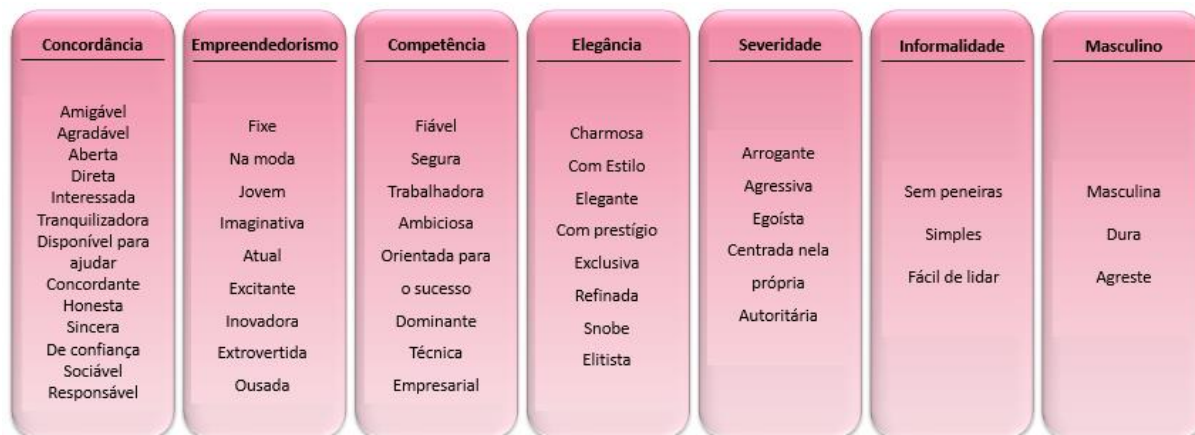 Concordância
Amigável
Agradável
Aberta
Direta
Interessada
Tranquilizadora
Disponível para
ajudar
Concordante
Honesta
Sincera
De confiança
Sociável
Responsável
Empreendedorismo
Fixe
Na moda
Jovem
Imaginativa
Atual
Excitante
Inovadora
Extrovertida
Ousada
Competência
Fiável
Segura
Trabalhadora
Ambiciosa
Orientada para
o sucesso
Dominante
Técnica
Empresarial
Elegância
Charmosa
Com Estilo
Elegante
Com prestígio
Exclusiva
Refinada
Snobe
Elitista
Severidade
Arrogante
Agressiva
Egoísta
Centrada nela
própria
Autoritária
Informalidade
Sem peneiras
Simples
Fácil de lidar
Masculino
Masculina
Dura
Agreste